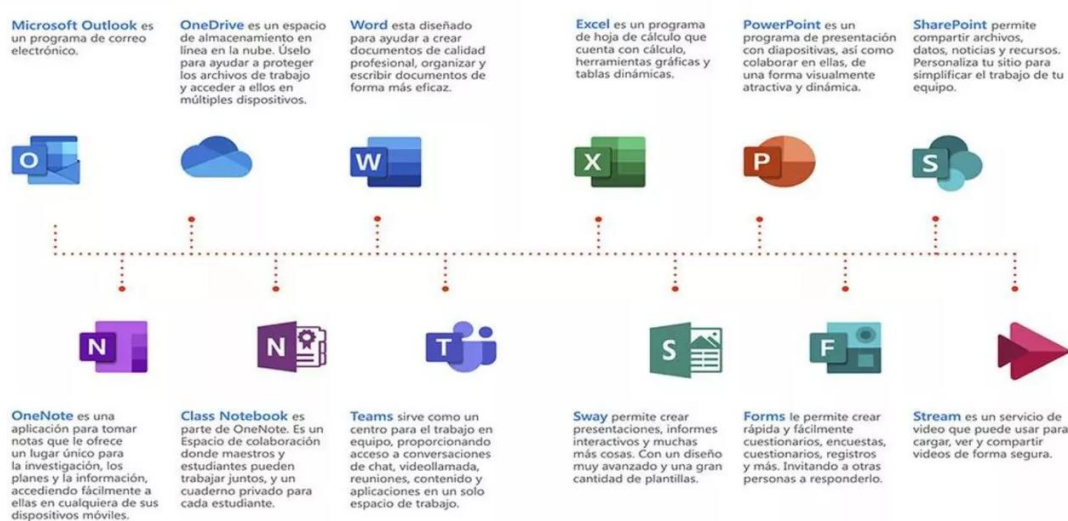 Microsoft Outlook es
un programa de correo
electrónico.
OneDrive es un espacio
de almacenamiento en
línea en la nube. Úselo
para ayudar a proteger
los archivos de trabajo
y acceder a ellos en
múltiples dispositivos.
Word esta diseñado
para ayudar a crear
documentos de calidad
profesional, organizar y
escribir documentos de
forma más eficaz.
Excel es un programa
de hoja de cálculo que
cuenta con cálculo,
herramientas gráficas y
tablas dinámicas.
PowerPoint es un
programa de presentación
con diapositivas, así como
colaborar en ellas, de
una forma visualmente
atractiva y dinámica.
SharePoint permite
compartir archivos,
datos, noticias y recursos.
Personaliza tu sitio para
simplificar el trabajo de tu
equipo.
O
W
X
P
S
N
N
T
S
F
OneNote es una
aplicación para tomar
notas que le ofrece
un lugar único para
la investigación, los
planes y la información,
accediendo fácilmente a
ellas en cualquiera de sus
dispositivos móviles.
Class Notebook es
parte de OneNote. Es un
Espacio de colaboración
donde maestros y
estudiantes pueden
trabajar juntos, y un
cuaderno privado para
cada estudiante.
Teams sirve como un
centro para el trabajo en
equipo, proporcionando
acceso a conversaciones
de chat, videollamada,
reuniones, contenido y
aplicaciones en un solo
espacio de trabajo.
Sway permite crear
presentaciones, informes
interactivos y muchas
más cosas. Con un diseño
muy avanzado y una gran
cantidad de plantillas.
Forms le permite crear
rápida y fácilmente
cuestionarios, encuestas,
cuestionarios, registros
y más. Invitando a otras
personas a responderlo.
Stream es un servicio de
video que puede usar para
cargar, ver y compartir
videos de forma segura.